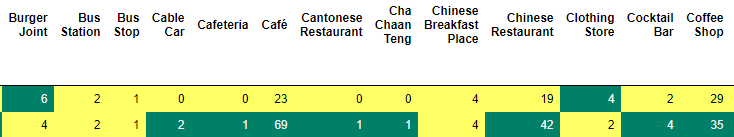 Burger Joint Bus Station Bus Stop Cable Car Cafeteria Café Cantonese Restaurant Cha Chaan Teng Chinese Breakfast Place Chinese Restaurant Clothing Store Cocktail Bar Coffee Shop
6 2 1 0 0 23 0 0 4 19 4 2 29
4 2 1 2 1 69 1 1 4 42 2 4 35